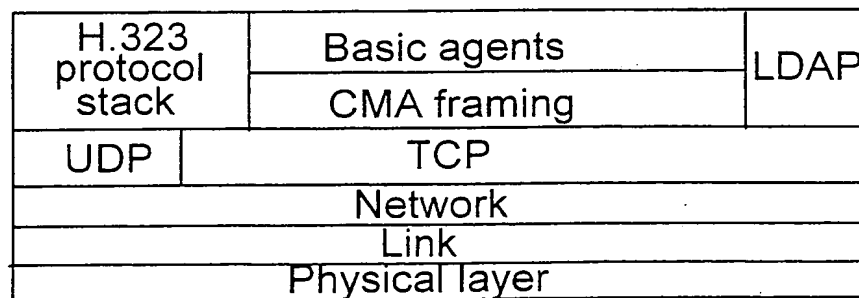 H.323
protocol
stack
Basic agents
CMA framing
LDAP
UDP
TCP
Network
Link
Physical layer